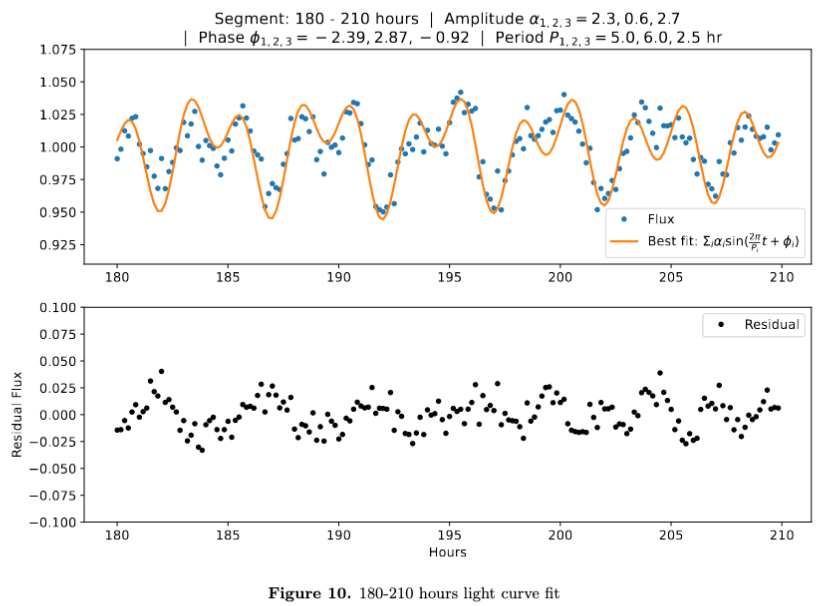 Segment: 180 - 210 hours | Amplitude α₁,₂,₃ = 2.3, 0.6, 2.7
| Phase ϕ₁,₂,₃ = −2.39, 2.87, −0.92 | Period P₁,₂,₃ = 5.0, 6.0, 2.5 hr
1.075
1.050
1.025
1.000
0.975
0.950
0.925
Flux
Best fit: Σᵢαᵢsin(2π/Pᵢ t + ϕᵢ)
180 185 190 195 200 205 210
0.100
0.075
0.050
0.025
0.000
−0.025
−0.050
−0.075
−0.100
Residual Flux
Residual
180 185 190 195 200 205 210
Hours
Figure 10. 180-210 hours light curve fit